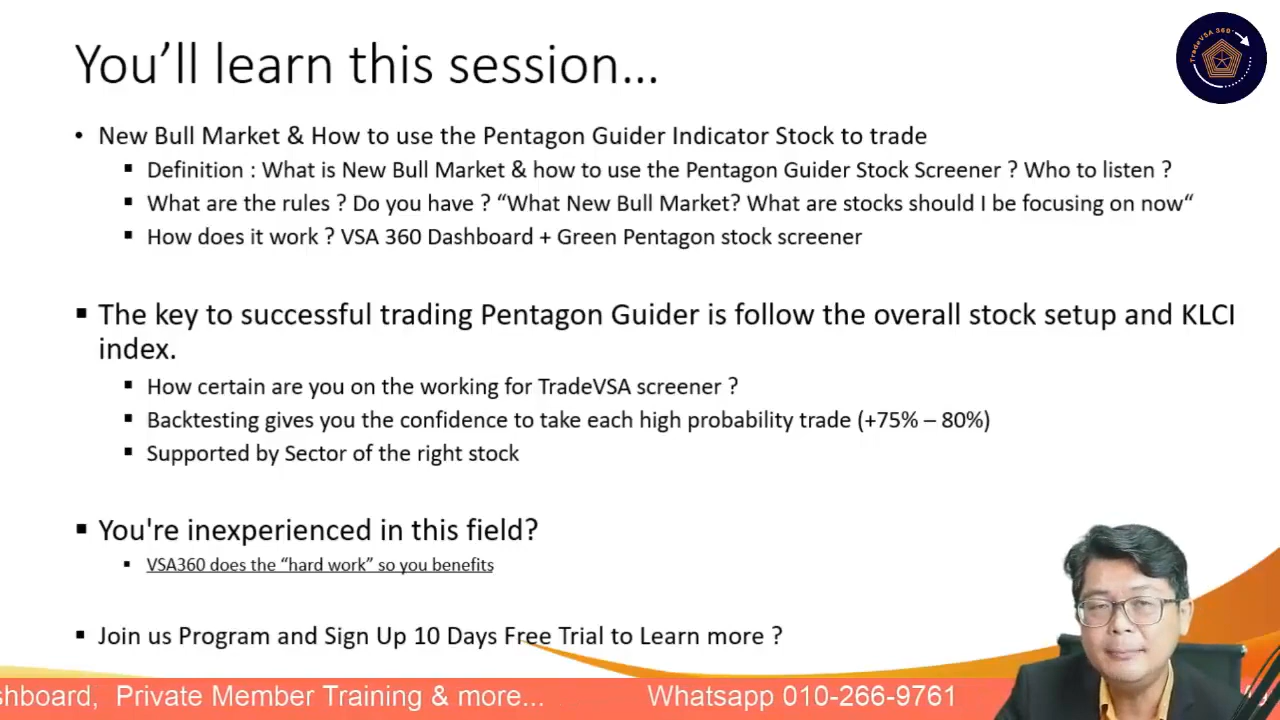 You’ll learn this session…
TradeVSA 360°
• New Bull Market & How to use the Pentagon Guider Indicator Stock to trade
▪ Definition : What is New Bull Market & how to use the Pentagon Guider Stock Screener ? Who to listen ?
▪ What are the rules ? Do you have ? “What New Bull Market? What are stocks should I be focusing on now“
▪ How does it work ? VSA 360 Dashboard + Green Pentagon stock screener
▪ The key to successful trading Pentagon Guider is follow the overall stock setup and KLCI
index.
▪ How certain are you on the working for TradeVSA screener ?
▪ Backtesting gives you the confidence to take each high probability trade (+75% – 80%)
▪ Supported by Sector of the right stock
▪ You're inexperienced in this field?
▪ VSA360 does the “hard work” so you benefits
▪ Join us Program and Sign Up 10 Days Free Trial to Learn more ?
shboard, Private Member Training & more... Whatsapp 010-266-9761